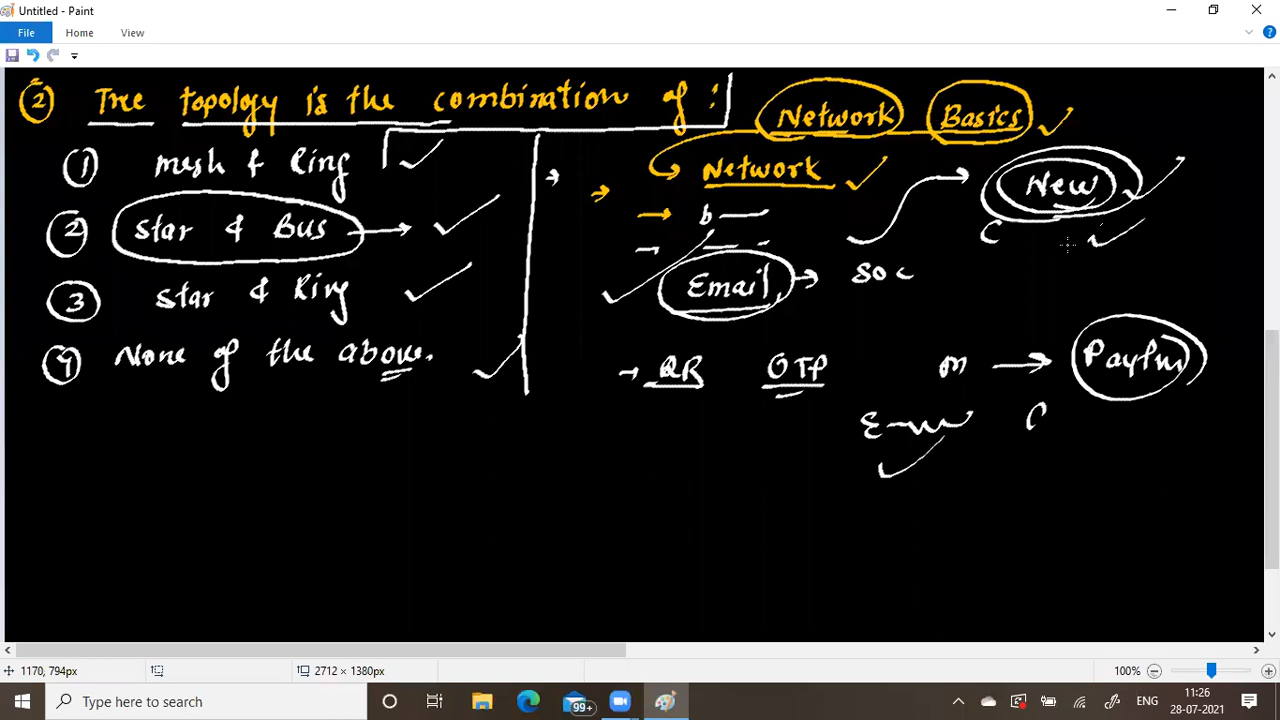 Untitled - Paint
File Home View
② Tree topology is the combination of :
① mesh & Ring
② Star & Bus
③ Star & Ring
④ None of the above.
Network Basics
Network
b
Email → soc
New
C
QR OTP
m → Paytm
C
1170, 794px
2712 × 1380px
100%
Type here to search
99+
ENG
11:26
28-07-2021